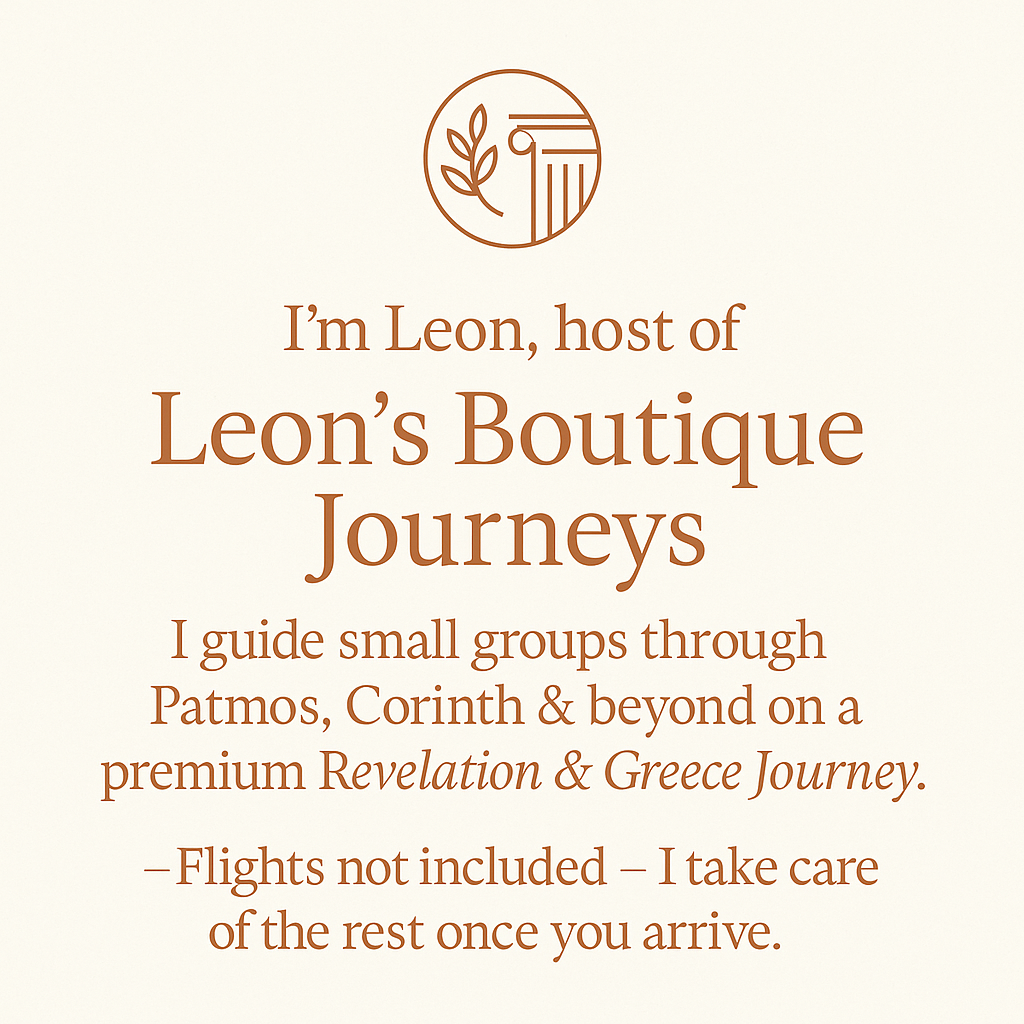 I’m Leon, host of
Leon’s Boutique
Journeys
I guide small groups through
Patmos, Corinth & beyond on a
premium Revelation & Greece Journey.
–Flights not included – I take care
of the rest once you arrive.